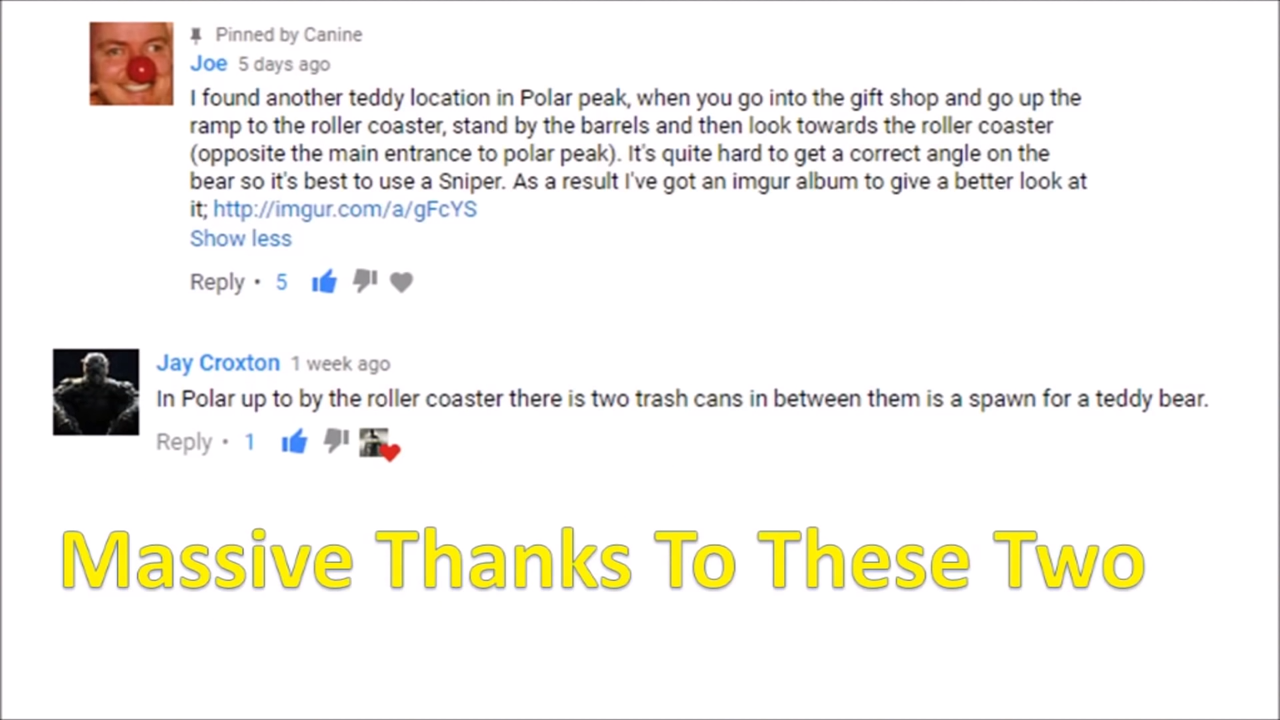 Pinned by Canine
Joe 5 days ago
I found another teddy location in Polar peak, when you go into the gift shop and go up the
ramp to the roller coaster, stand by the barrels and then look towards the roller coaster
(opposite the main entrance to polar peak). It's quite hard to get a correct angle on the
bear so it's best to use a Sniper. As a result I've got an imgur album to give a better look at
it; http://imgur.com/a/gFcYS
Show less
Reply • 5
Jay Croxton 1 week ago
In Polar up to by the roller coaster there is two trash cans in between them is a spawn for a teddy bear.
Reply • 1
Massive Thanks To These Two